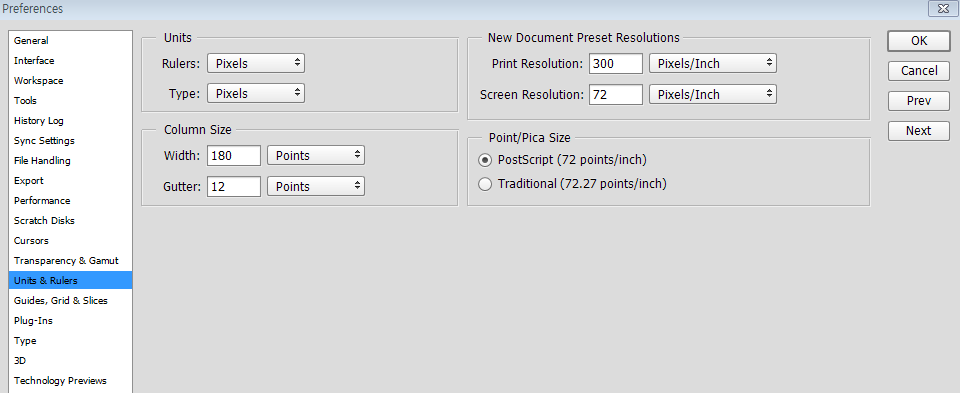 Preferences
General
Interface
Workspace
Tools
History Log
Sync Settings
File Handling
Export
Performance
Scratch Disks
Cursors
Transparency & Gamut
Units & Rulers
Guides, Grid & Slices
Plug-Ins
Type
3D
Technology Previews
Units
Rulers: Pixels
Type: Pixels
Column Size
Width: 180 Points
Gutter: 12 Points
New Document Preset Resolutions
Print Resolution: 300 Pixels/Inch
Screen Resolution: 72 Pixels/Inch
Point/Pica Size
PostScript (72 points/inch)
Traditional (72.27 points/inch)
OK
Cancel
Prev
Next